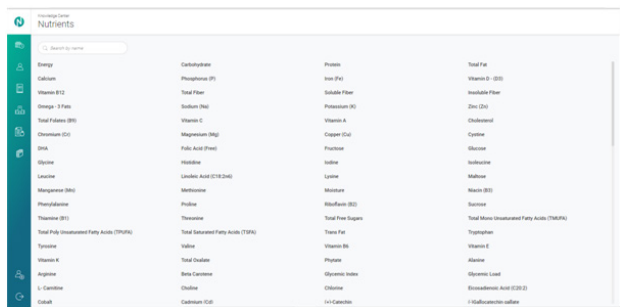 Knowledge Center
Nutrients
Search by name
Energy Carbohydrate Protein Total Fat
Calcium Phosphorus (P) Iron (Fe) Vitamin D - (D3)
Vitamin B12 Total Fiber Soluble Fiber Insoluble Fiber
Omega - 3 Fats Sodium (Na) Potassium (K) Zinc (Zn)
Total Folates (B9) Vitamin C Vitamin A Cholesterol
Chromium (Cr) Magnesium (Mg) Copper (Cu) Cystine
DHA Folic Acid (Free) Fructose Glucose
Glycine Histidine Iodine Isoleucine
Leucine Linoleic Acid (C18:2n6) Lysine Maltose
Manganese (Mn) Methionine Moisture Niacin (B3)
Phenylalanine Proline Riboflavin (B2) Sucrose
Thiamine (B1) Threonine Total Free Sugars Total Mono Unsaturated Fatty Acids (TMUFA)
Total Poly Unsaturated Fatty Acids (TPUFA) Total Saturated Fatty Acids (TSFA) Trans Fat Tryptophan
Tyrosine Valine Vitamin B6 Vitamin E
Vitamin K Total Oxalate Phytate Alanine
Arginine Beta Carotene Glycemic Index Glycemic Load
L- Carnitine Choline Chlorine Eicosadienoic Acid (C20:2)
Cobalt Cadmium (Cd) (+)-Catechin (-)Gallocatechin gallate